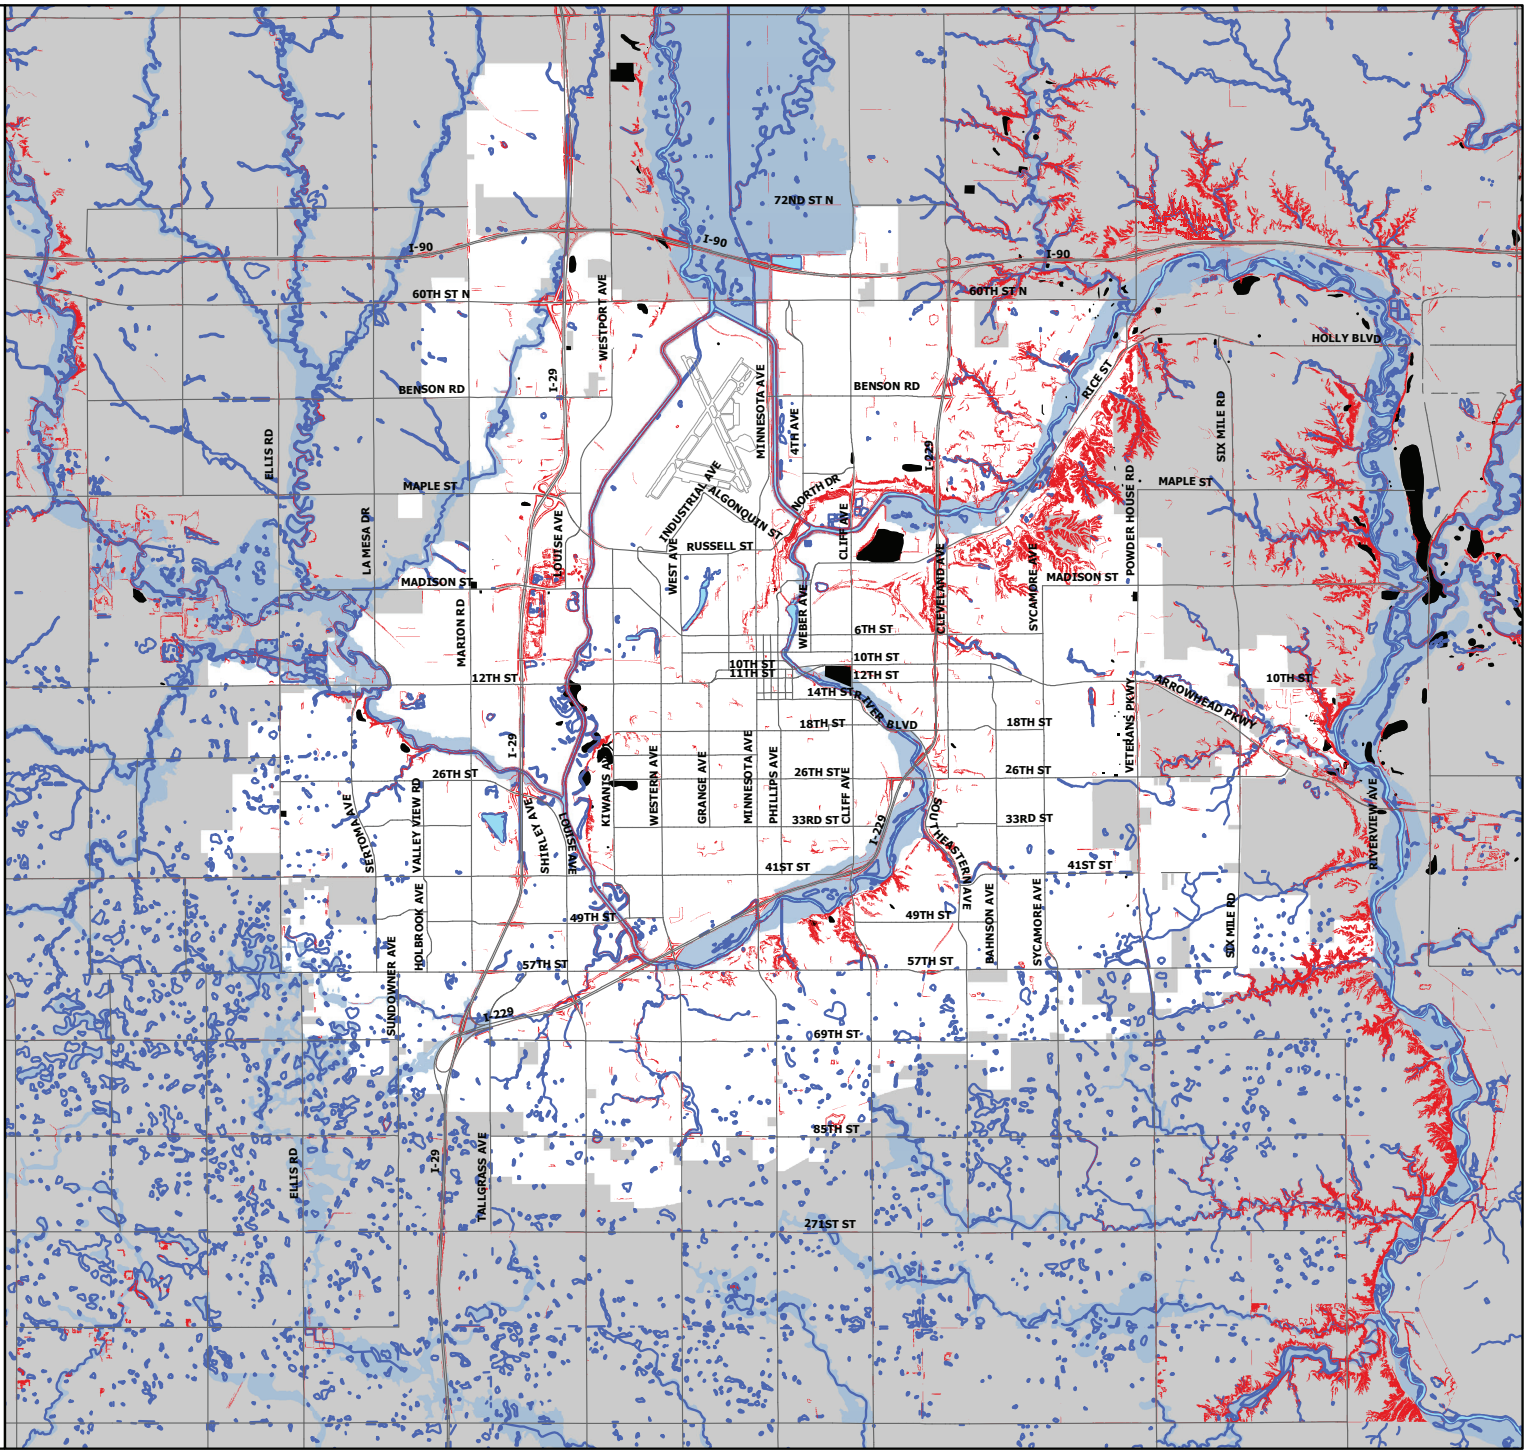 72ND ST N
I-90
I-90
I-90
60TH ST N
60TH ST N
WESTPORT AVE
HOLLY BLVD
RICE ST
BENSON RD
I-29
MINNESOTA AVE
4TH AVE
BENSON RD
SIX MILE RD
ELLIS RD
I-229
MAPLE ST
INDUSTRIAL AVE
ALGONQUIN ST
NORTH DR
POWDER HOUSE RD
MAPLE ST
LA MESA DR
LOUISE AVE
RUSSELL ST
WEST AVE
CLIFF AVE
CLEVELAND AVE
SYCAMORE AVE
MADISON ST
MADISON ST
MARION RD
WEBER AVE
6TH ST
10TH ST
10TH ST
11TH ST
12TH ST
12TH ST
10TH ST
14TH ST
RIVER BLVD
ARROWHEAD PKWY
18TH ST
18TH ST
VETERANS PKWY
I-29
26TH ST
KIWANIS AVE
WESTERN AVE
GRANGE AVE
MINNESOTA AVE
PHILLIPS AVE
26TH ST
CLIFF AVE
26TH ST
SERTOMA AVE
VALLEY VIEW RD
SHIRLEY AVE
LOUISE AVE
33RD ST
I-229
SOUTHEASTERN AVE
33RD ST
RIVERVIEW AVE
41ST ST
41ST ST
HOLBROOK AVE
49TH ST
49TH ST
BAHNSON AVE
SYCAMORE AVE
SIX MILE RD
SUNDOWNER AVE
57TH ST
57TH ST
I-229
69TH ST
85TH ST
ELLIS RD
I-29
TALLGRASS AVE
271ST ST